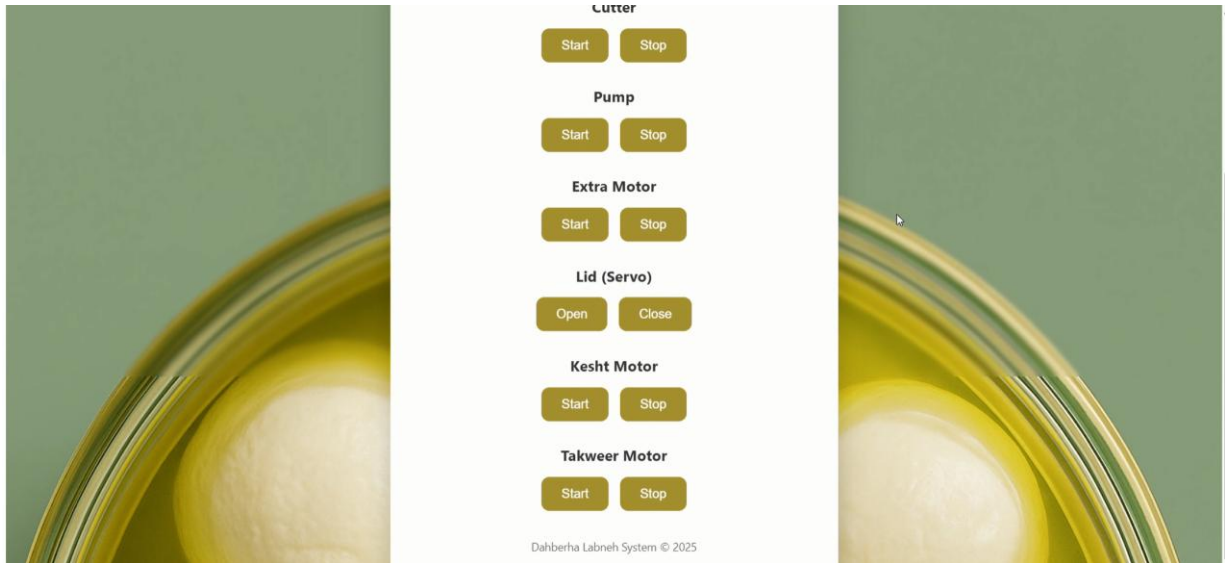 Cutter
Start Stop
Pump
Start Stop
Extra Motor
Start Stop
Lid (Servo)
Open Close
Kesht Motor
Start Stop
Takweer Motor
Start Stop
Dahberha Labneh System © 2025